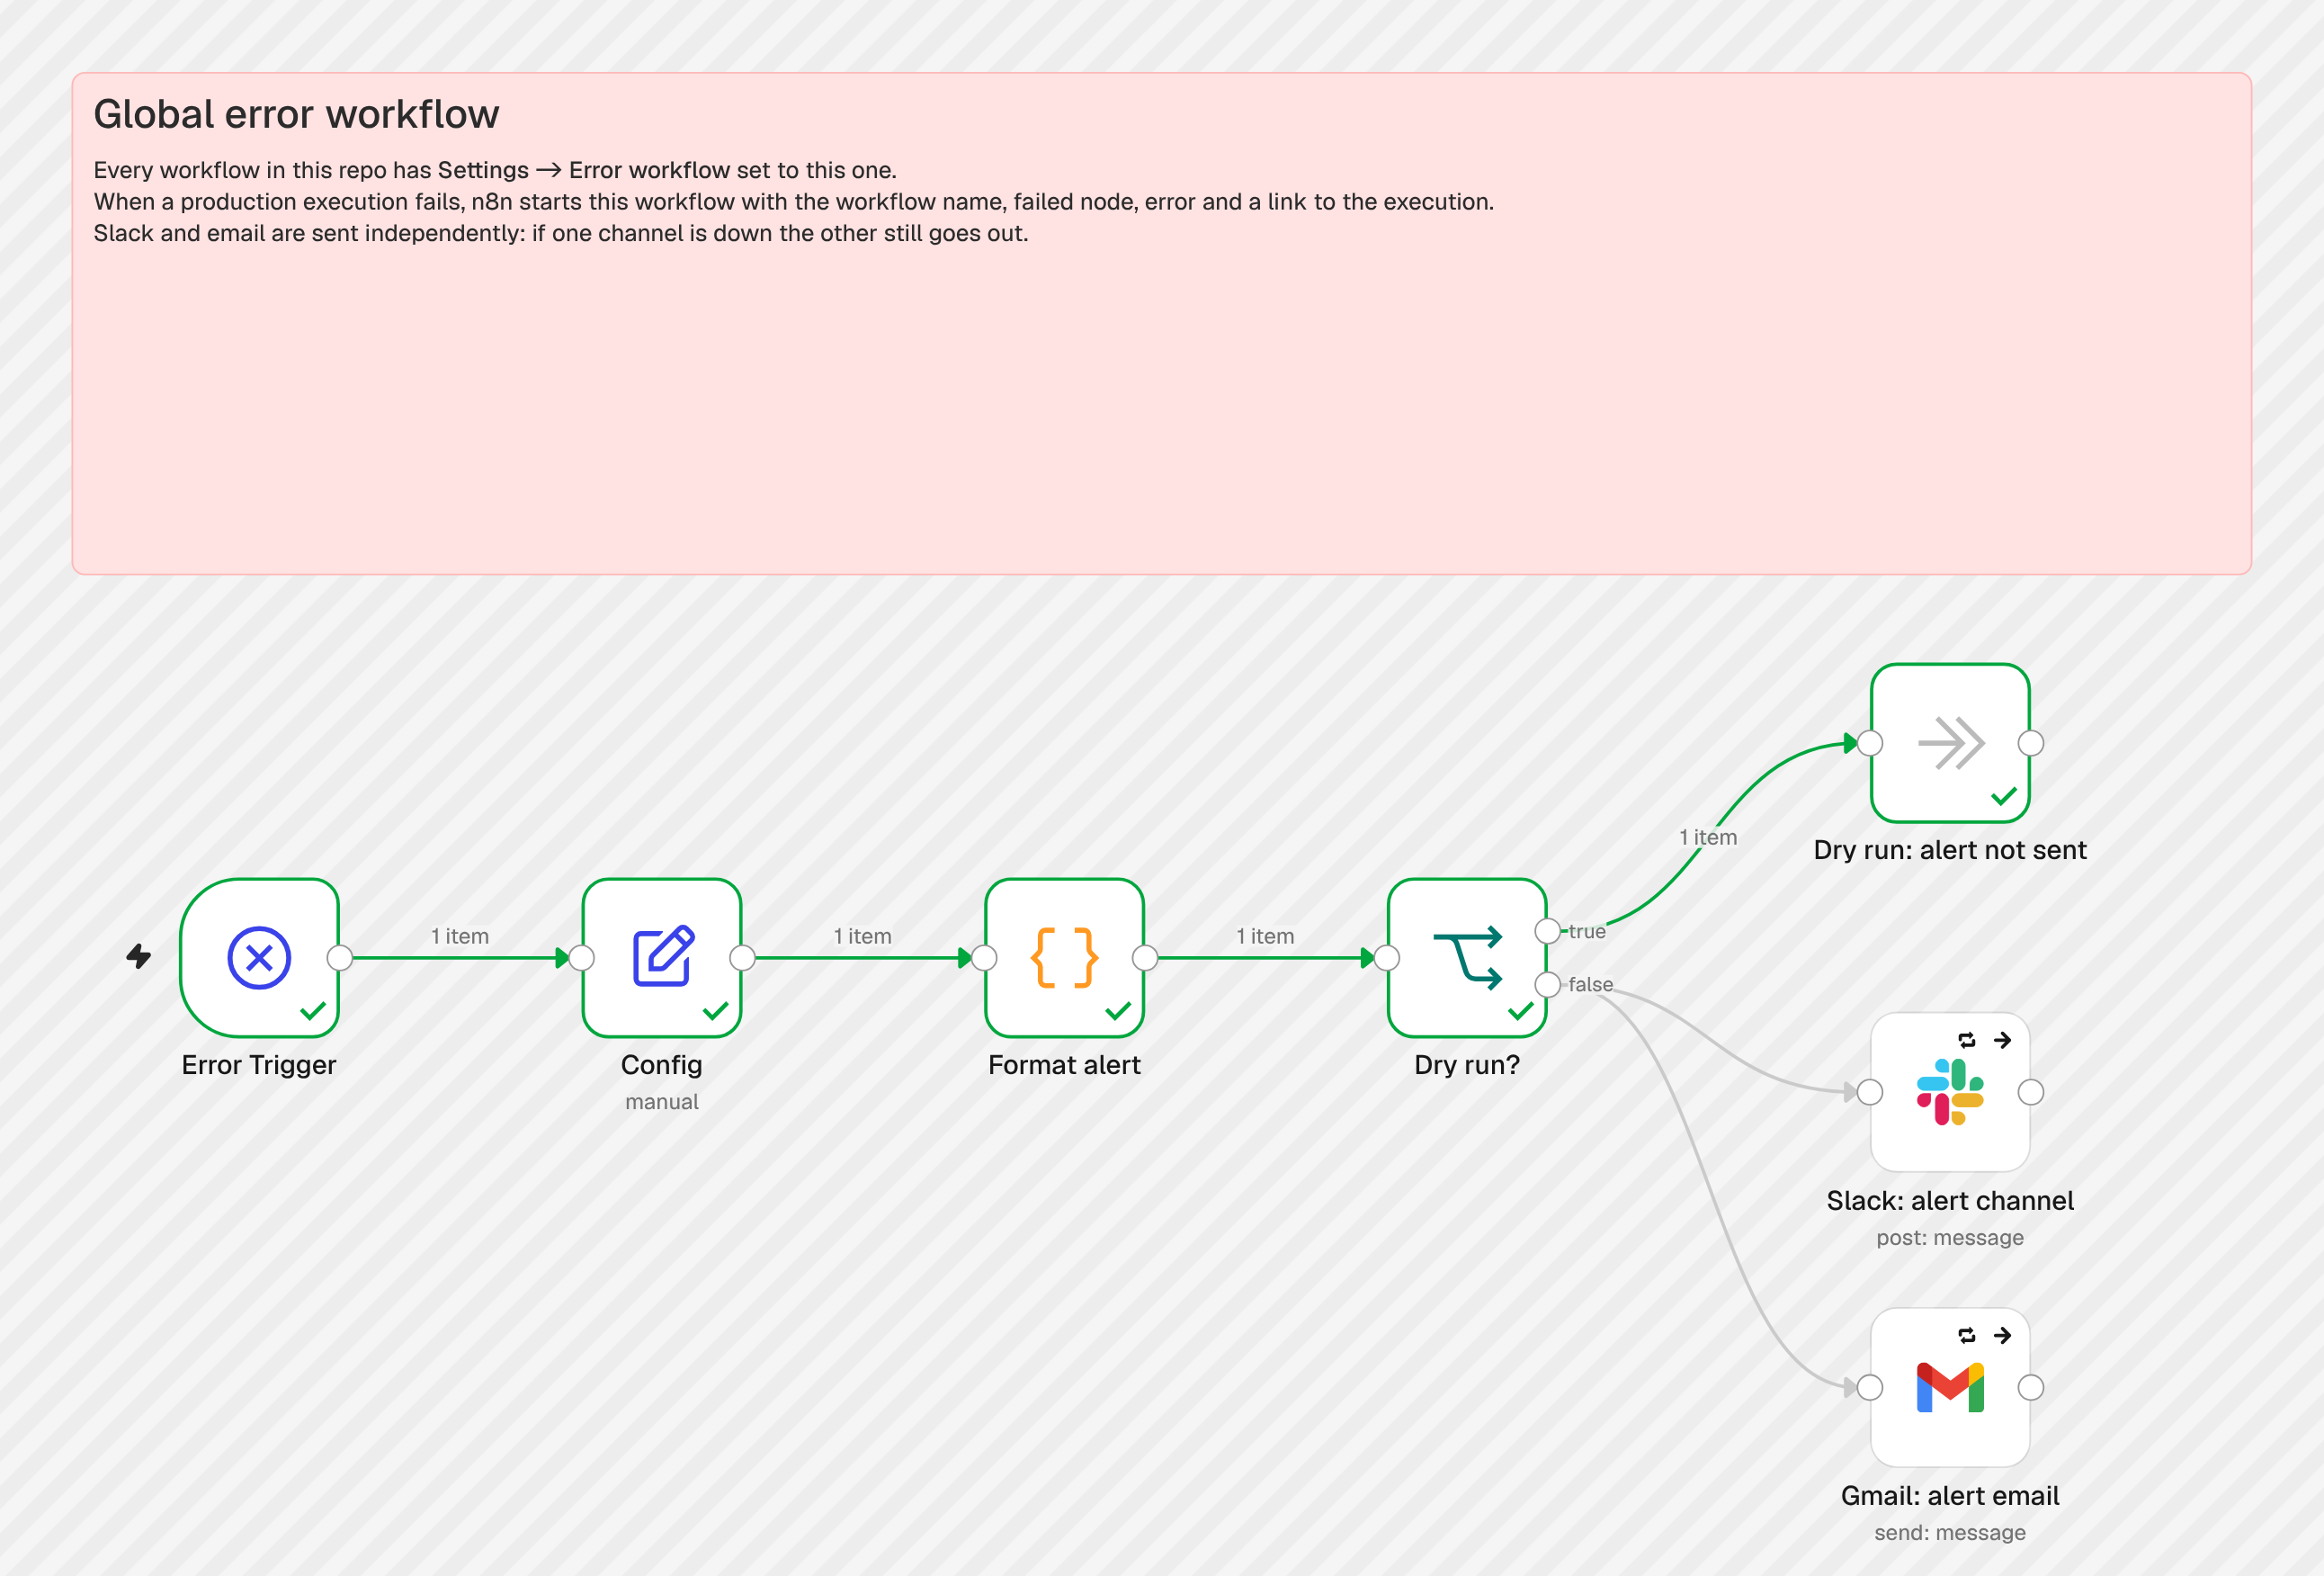 Global error workflow
Every workflow in this repo has Settings → Error workflow set to this one.
When a production execution fails, n8n starts this workflow with the workflow name, failed node, error and a link to the execution.
Slack and email are sent independently: if one channel is down the other still goes out.
Error Trigger
1 item
Config
manual
1 item
Format alert
1 item
Dry run?
true
false
1 item
Dry run: alert not sent
Slack: alert channel
post: message
Gmail: alert email
send: message